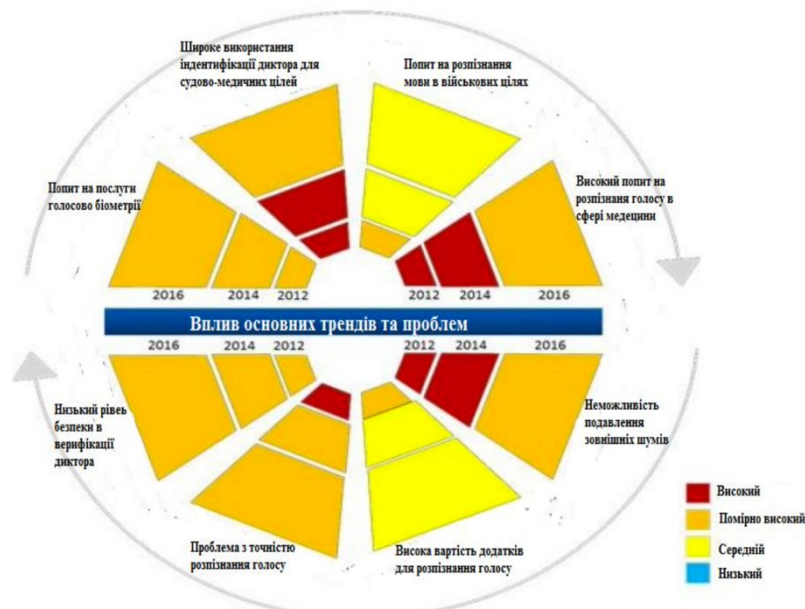 Широке використання
індентифікації диктора для
судово-медичних цілей
Попит на розпізнання
мови в військових цілях
Попит на послуги
голосово біометрії
Високий попит на
розпізнаня голосу в
сфері медецини
2016 2014 2012 2012 2014 2016
Вплив основних трендів та проблем
2016 2014 2012 2012 2014 2016
Низький рівеь
безпеки в
верифікації
диктора
Неможливість
подавлення
зовнішніх шумів
Проблема з точністю
розпізнання голосу
Висока вартість додатків
для розпізнання голосу
Високий
Помірно високий
Середній
Низький